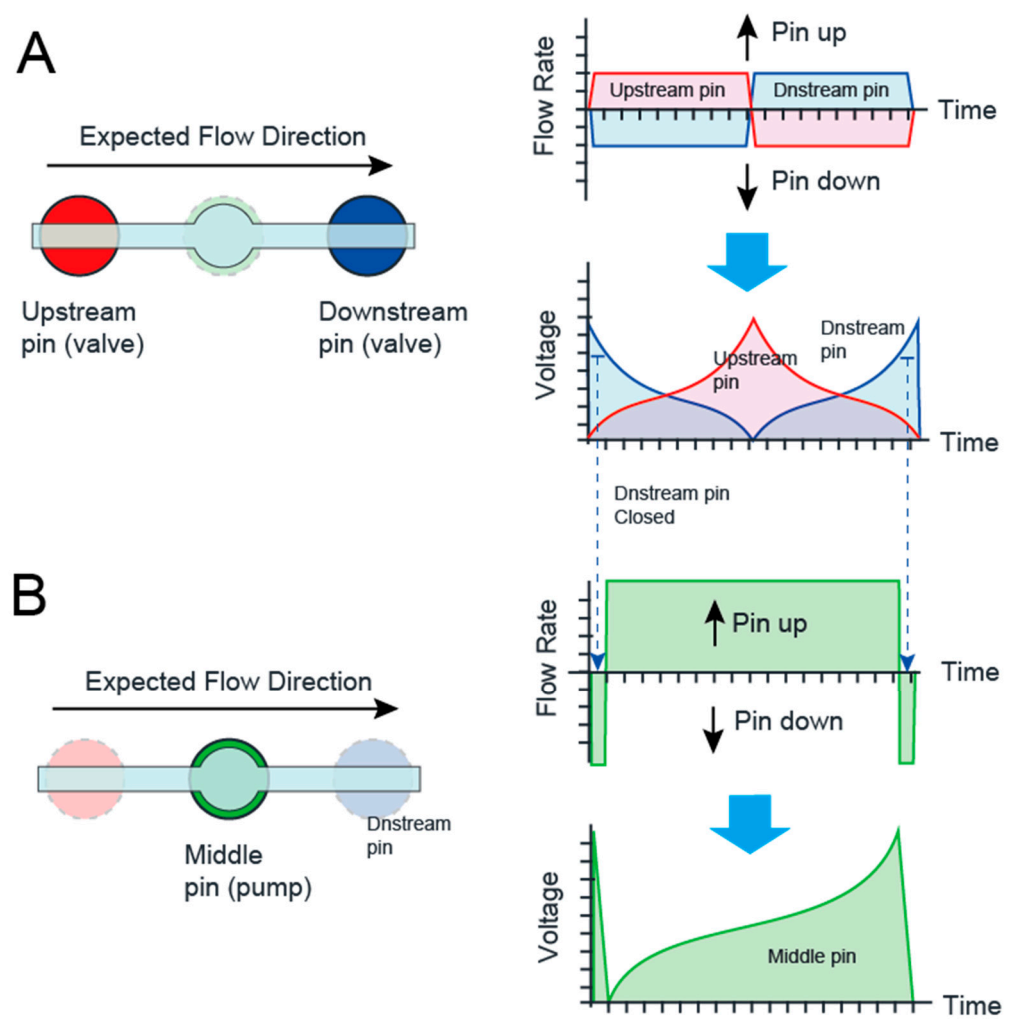 A
Expected Flow Direction
Upstream
pin (valve)
Downstream
pin (valve)
Flow Rate
Pin up
Upstream pin
Dnstream pin
Time
Pin down
Voltage
Upstream
pin
Dnstream
pin
Time
Dnstream pin
Closed
B
Expected Flow Direction
Dnstream
pin
Middle
pin (pump)
Flow Rate
Pin up
Time
Pin down
Voltage
Middle pin
Time